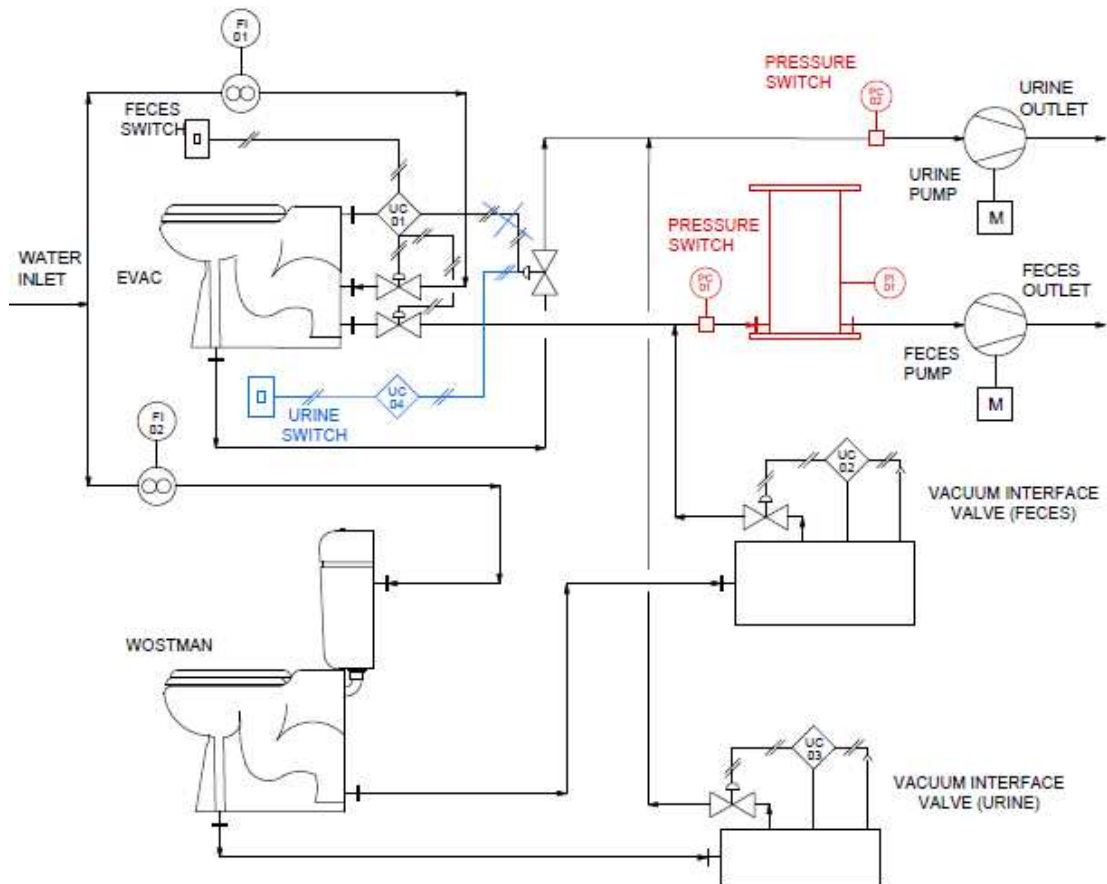 FI
01
FECES
SWITCH
UC
01
WATER
INLET
EVAC
PRESSURE
SWITCH
PC
02
URINE
OUTLET
URINE
PUMP
M
PRESSURE
SWITCH
PC
01
PI
01
FECES
OUTLET
FECES
PUMP
M
UC
04
URINE
SWITCH
FI
02
UC
02
VACUUM INTERFACE
VALVE (FECES)
WOSTMAN
UC
03
VACUUM INTERFACE
VALVE (URINE)